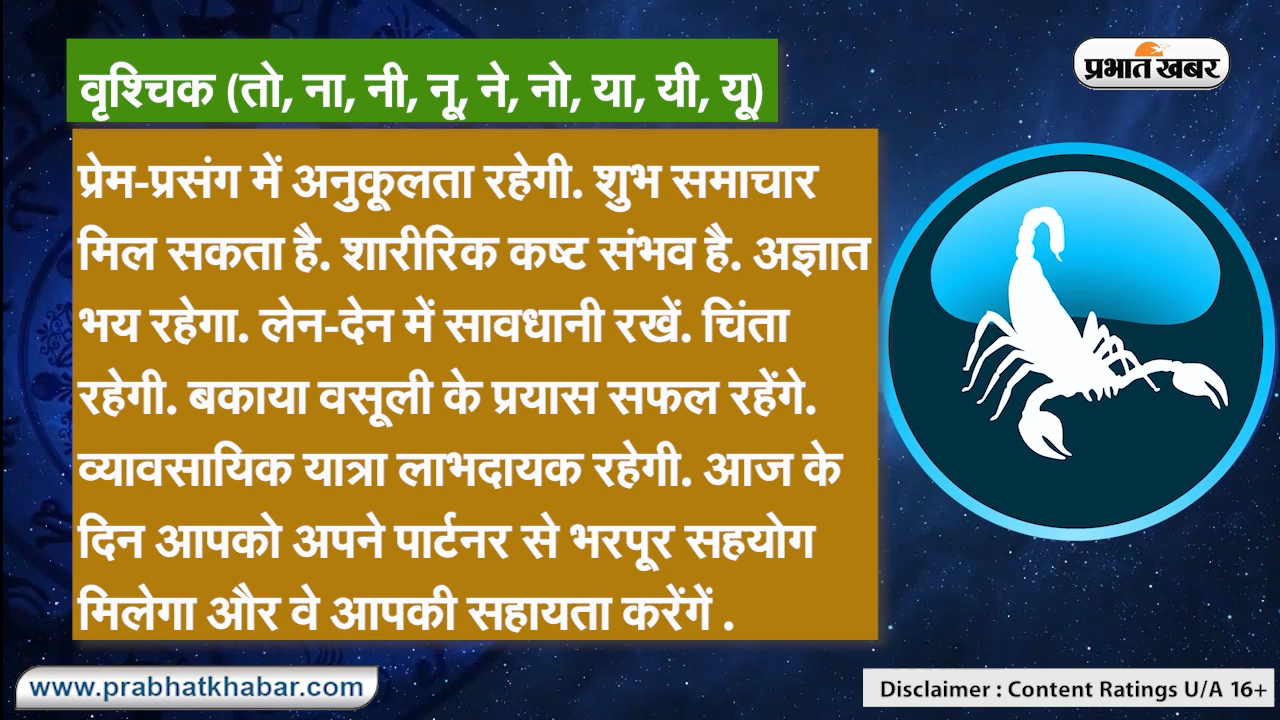 वृश्चिक (तो, ना, नी, नू, ने, नो, या, यी, यू)
प्रभात खबर
प्रेम-प्रसंग में अनुकूलता रहेगी. शुभ समाचार
मिल सकता है. शारीरिक कष्ट संभव है. अज्ञात
भय रहेगा. लेन-देन में सावधानी रखें. चिंता
रहेगी. बकाया वसूली के प्रयास सफल रहेंगे.
व्यावसायिक यात्रा लाभदायक रहेगी. आज के
दिन आपको अपने पार्टनर से भरपूर सहयोग
मिलेगा और वे आपकी सहायता करेंगें .
www.prabhatkhabar.com
Disclaimer : Content Ratings U/A 16+